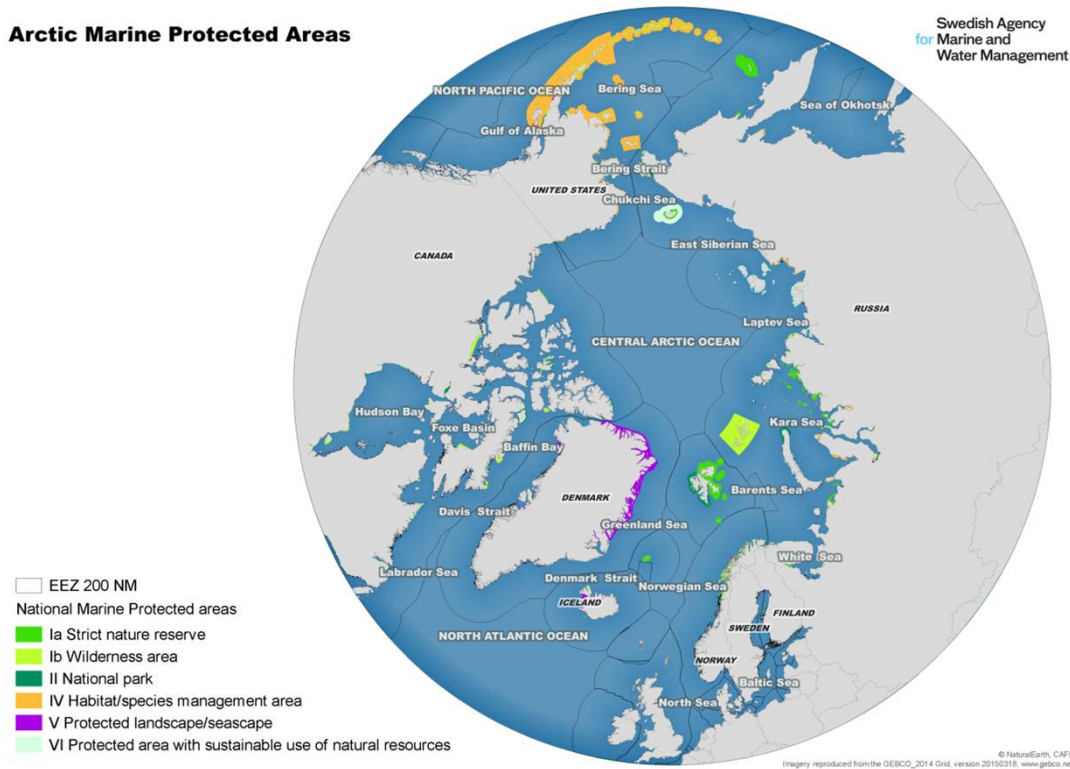 Arctic Marine Protected Areas
Swedish Agency
for Marine and
Water Management
NORTH PACIFIC OCEAN
Bering Sea
Sea of Okhotsk
Gulf of Alaska
Bering Strait
UNITED STATES
Chukchi Sea
East Siberian Sea
CANADA
RUSSIA
Laptev Sea
CENTRAL ARCTIC OCEAN
Hudson Bay
Kara Sea
Foxe Basin
Baffin Bay
Barents Sea
DENMARK
Davis Strait
Greenland Sea
White Sea
Labrador Sea
Denmark Strait
Norwegian Sea
ICELAND
FINLAND
SWEDEN
NORTH ATLANTIC OCEAN
NORWAY
Baltic Sea
North Sea
EEZ 200 NM
National Marine Protected areas
Ia Strict nature reserve
Ib Wilderness area
II National park
IV Habitat/species management area
V Protected landscape/seascape
VI Protected area with sustainable use of natural resources
© NaturalEarth, CAF
Imagery reproduced from the GEBCO_2014 Grid, version 20150318, www.gebco.ne